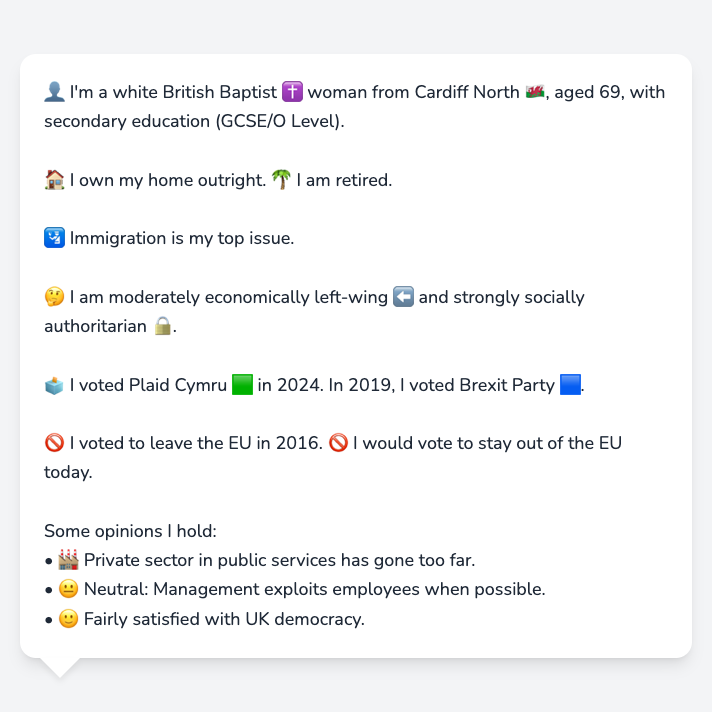 👤 I'm a white British Baptist ✝️ woman from Cardiff North 🏴󠁧󠁢󠁷󠁬󠁳󠁿, aged 69, with
secondary education (GCSE/O Level).
🏠 I own my home outright. 🌴 I am retired.
🛂 Immigration is my top issue.
🤔 I am moderately economically left-wing ⬅️ and strongly socially
authoritarian 🔒.
🗳️ I voted Plaid Cymru 🟩 in 2024. In 2019, I voted Brexit Party 🟦.
🚫 I voted to leave the EU in 2016. 🚫 I would vote to stay out of the EU
today.
Some opinions I hold:
• 🏭 Private sector in public services has gone too far.
• 😐 Neutral: Management exploits employees when possible.
• 🙂 Fairly satisfied with UK democracy.